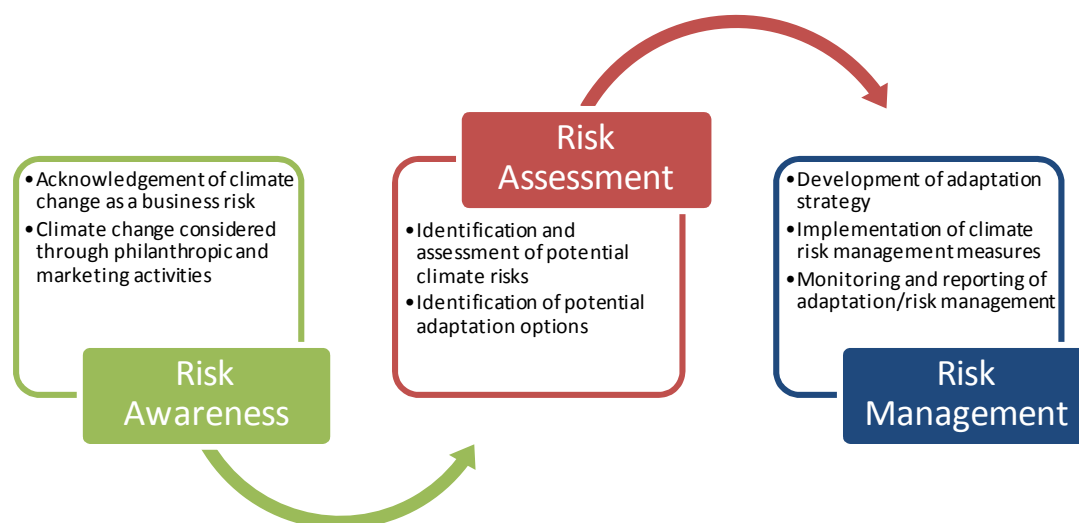 •Acknowledgement of climate
change as a business risk
•Climate change considered
through philanthropic and
marketing activities
Risk
Awareness
Risk
Assessment
•Identification and
assessment of potential
climate risks
•Identification of potential
adaptation options
•Development of adaptation
strategy
•Implementation of climate
risk management measures
•Monitoring and reporting of
adaptation/risk management
Risk
Management